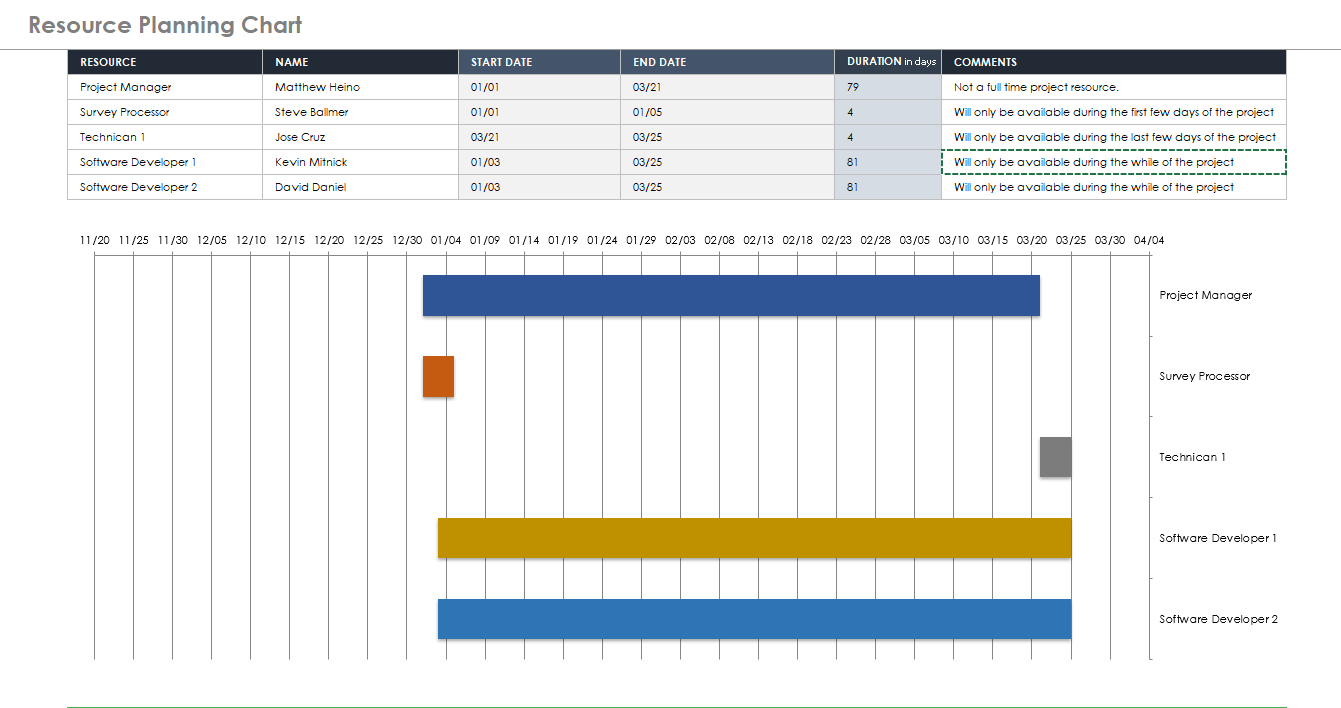 Resource Planning Chart
RESOURCE NAME START DATE END DATE DURATION in days COMMENTS
Project Manager Matthew Heino 01/01 03/21 79 Not a full time project resource.
Survey Processor Steve Ballmer 01/01 01/05 4 Will only be available during the first few days of the project
Technican 1 Jose Cruz 03/21 03/25 4 Will only be available during the last few days of the project
Software Developer 1 Kevin Mitnick 01/03 03/25 81 Will only be available during the while of the project
Software Developer 2 David Daniel 01/03 03/25 81 Will only be available during the while of the project
11/20 11/25 11/30 12/05 12/10 12/15 12/20 12/25 12/30 01/04 01/09 01/14 01/19 01/24 01/29 02/03 02/08 02/13 02/18 02/23 02/28 03/05 03/10 03/15 03/20 03/25 03/30 04/04
Project Manager
Survey Processor
Technican 1
Software Developer 1
Software Developer 2